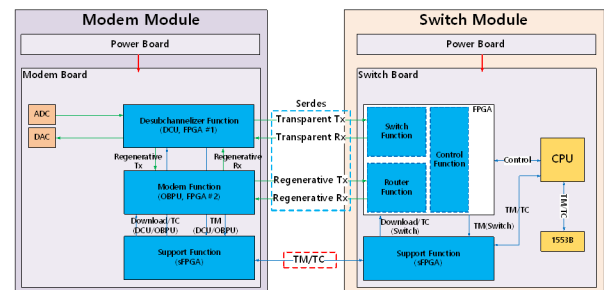 Modem Module
Switch Module
Power Board
Power Board
Modem Board
Serdes
Switch Board
FPGA
ADC
DAC
Desubchannelizer Function
(DCU, FPGA #1)
Transparent Tx
Transparent Rx
Switch
Function
Control
Function
Control
CPU
Regenerative
Tx
Regenerative
Rx
Modem Function
(OBPU, FPGA #2)
Regenerative Tx
Regenerative Rx
Router
Function
TM/TC
TM/TC
Download/TC
(DCU/OBPU)
TM
(DCU/OBPU)
Download/TC
(Switch)
TM(Switch)
Support Function
(sFPGA)
TM/TC
Support Function
(sFPGA)
1553B